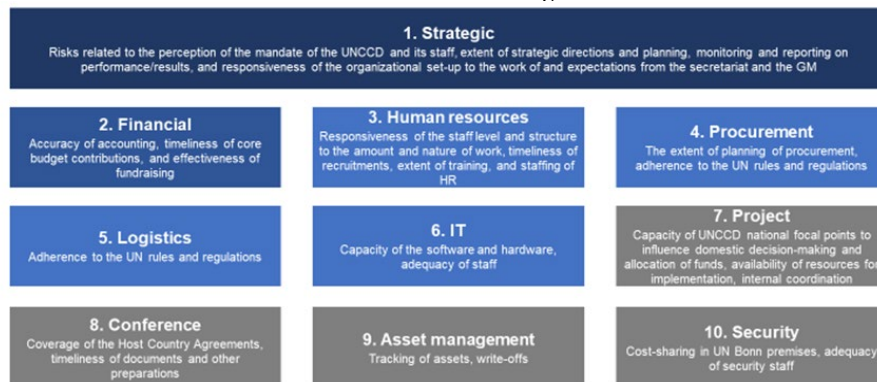 1. Strategic
Risks related to the perception of the mandate of the UNCCD and its staff, extent of strategic directions and planning, monitoring and reporting on
performance/results, and responsiveness of the organizational set-up to the work of and expectations from the secretariat and the GM
2. Financial
Accuracy of accounting, timeliness of core
budget contributions, and effectiveness of
fundraising
3. Human resources
Responsiveness of the staff level and structure
to the amount and nature of work, timeliness of
recruitments, extent of training, and staffing of
HR
4. Procurement
The extent of planning of procurement,
adherence to the UN rules and regulations
5. Logistics
Adherence to the UN rules and regulations
6. IT
Capacity of the software and hardware,
adequacy of staff
7. Project
Capacity of UNCCD national focal points to
influence domestic decision-making and
allocation of funds, availability of resources for
implementation, internal coordination
8. Conference
Coverage of the Host Country Agreements,
timeliness of documents and other
preparations
9. Asset management
Tracking of assets, write-offs
10. Security
Cost-sharing in UN Bonn premises, adequacy
of security staff